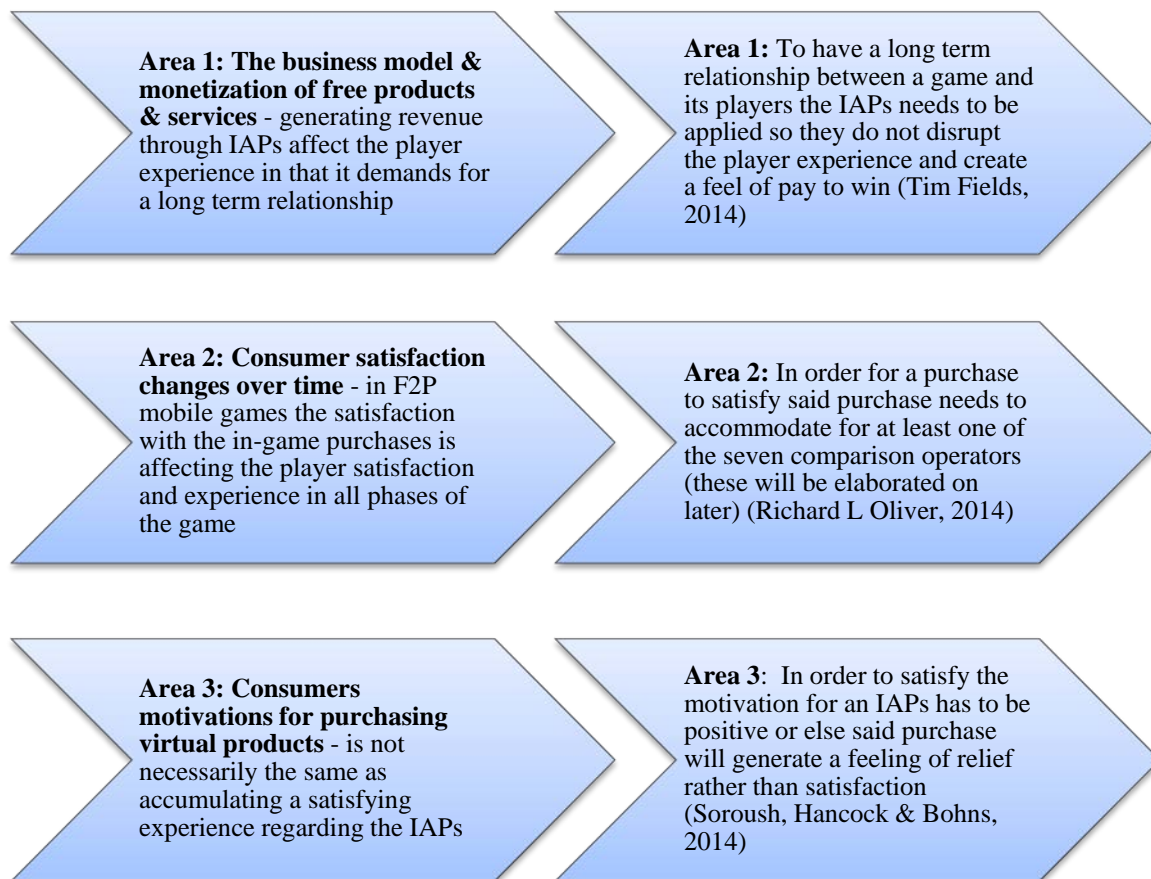 Area 1: The business model &
monetization of free products
& services - generating revenue
through IAPs affect the player
experience in that it demands for
a long term relationship
Area 1: To have a long term
relationship between a game and
its players the IAPs needs to be
applied so they do not disrupt
the player experience and create
a feel of pay to win (Tim Fields,
2014)
Area 2: Consumer satisfaction
changes over time - in F2P
mobile games the satisfaction
with the in-game purchases is
affecting the player satisfaction
and experience in all phases of
the game
Area 2: In order for a purchase
to satisfy said purchase needs to
accommodate for at least one of
the seven comparison operators
(these will be elaborated on
later) (Richard L Oliver, 2014)
Area 3: Consumers
motivations for purchasing
virtual products - is not
necessarily the same as
accumulating a satisfying
experience regarding the IAPs
Area 3: In order to satisfy the
motivation for an IAPs has to be
positive or else said purchase
will generate a feeling of relief
rather than satisfaction
(Soroush, Hancock & Bohns,
2014)